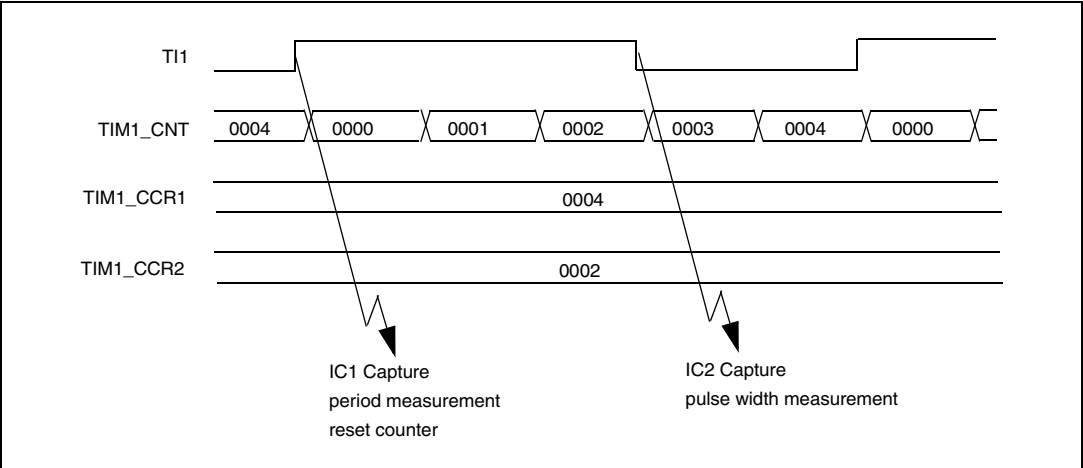 TI1
TIM1_CNT 0004 0000 0001 0002 0003 0004 0000
TIM1_CCR1 0004
TIM1_CCR2 0002
IC1 Capture
period measurement
reset counter
IC2 Capture
pulse width measurement